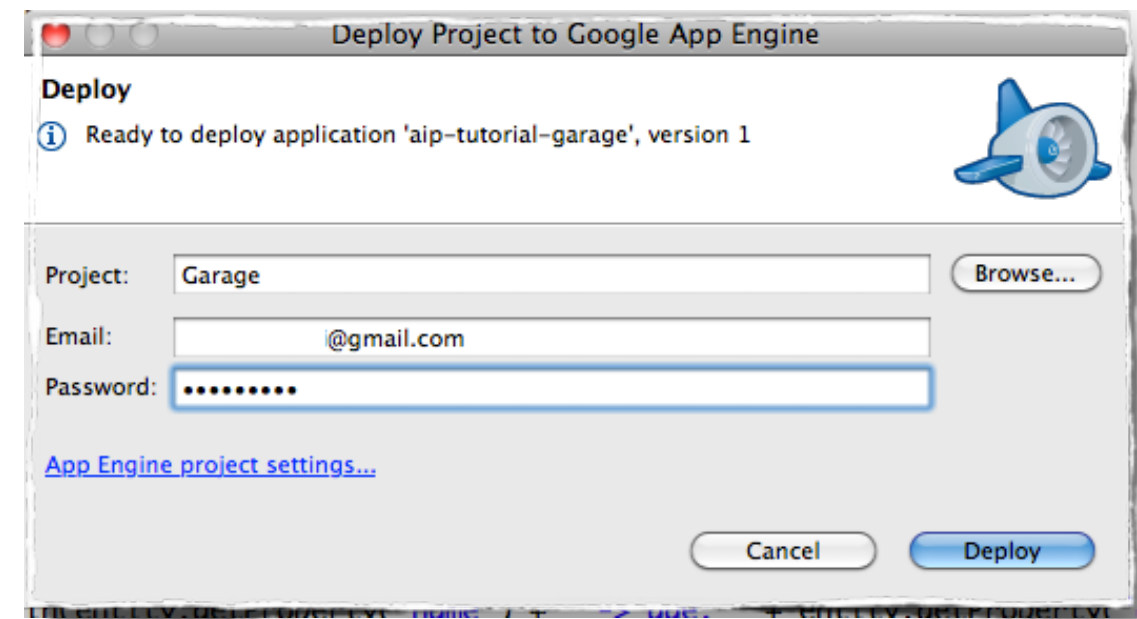 Deploy Project to Google App Engine
Deploy
Ready to deploy application 'aip-tutorial-garage', version 1
Project: Garage Browse...
Email: i@gmail.com
Password: •••••••••
App Engine project settings...
Cancel Deploy